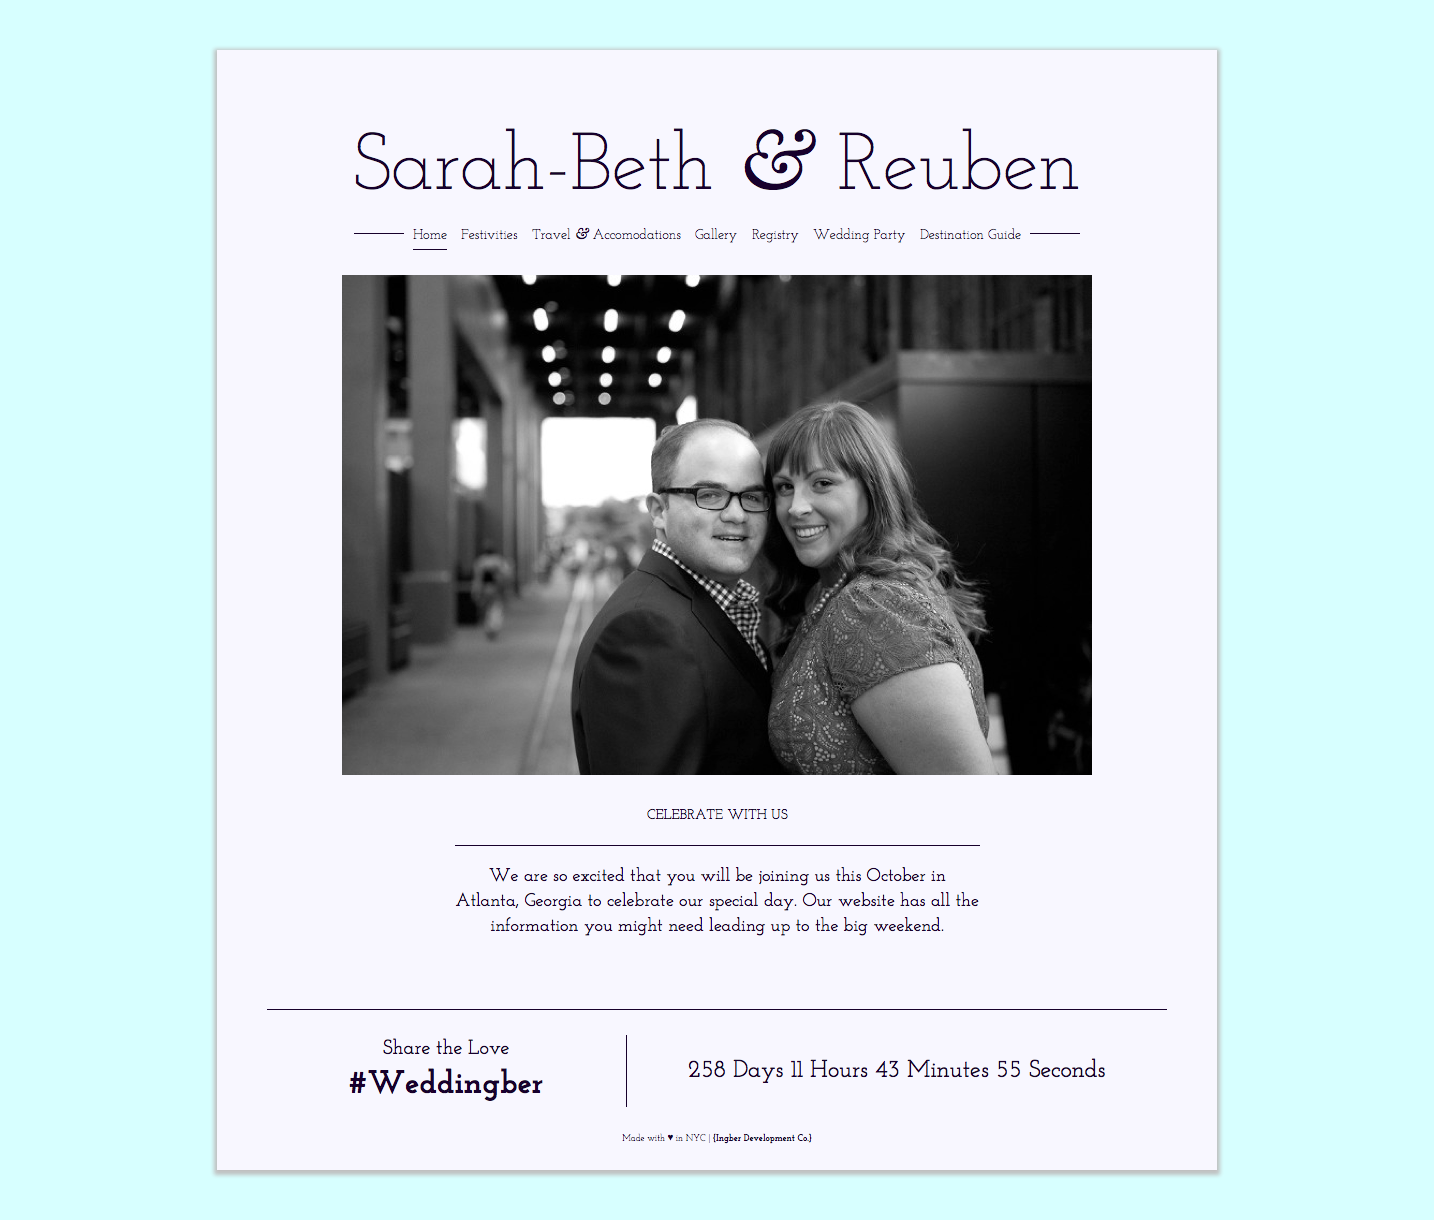 Sarah-Beth & Reuben
Home Festivities Travel & Accomodations Gallery Registry Wedding Party Destination Guide
CELEBRATE WITH US
We are so excited that you will be joining us this October in
Atlanta, Georgia to celebrate our special day. Our website has all the
information you might need leading up to the big weekend.
Share the Love
#Weddingber
258 Days 11 Hours 43 Minutes 55 Seconds
Made with ♥ in NYC | {Ingber Development Co.}